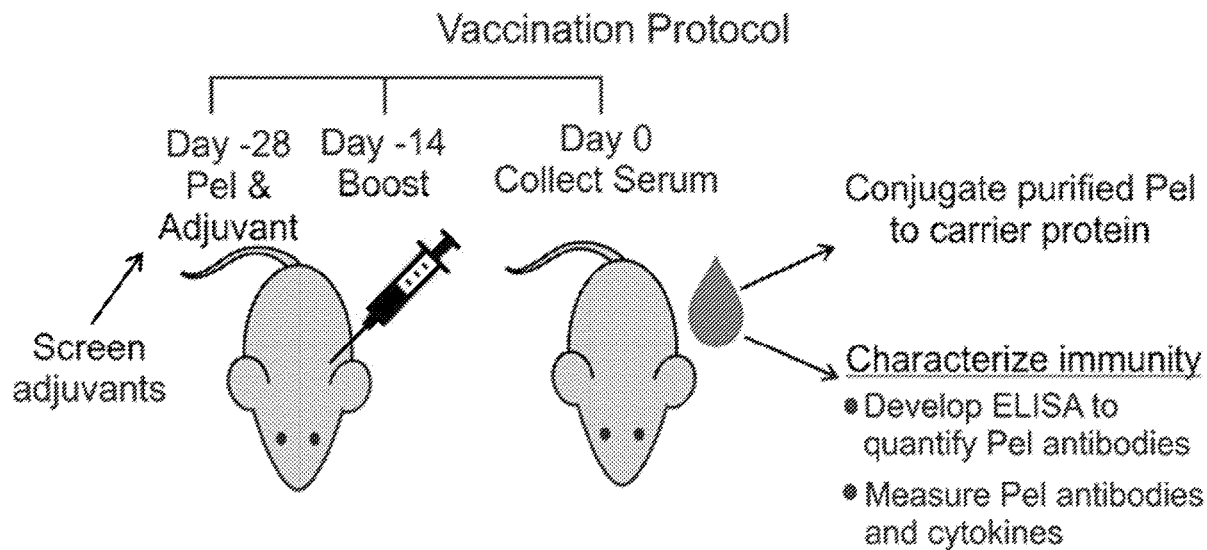 Vaccination Protocol
Day -28
Pel &
Adjuvant
Day -14
Boost
Day 0
Collect Serum
Screen
adjuvants
Conjugate purified Pel
to carrier protein
Characterize immunity
• Develop ELISA to
quantify Pel antibodies
• Measure Pel antibodies
and cytokines